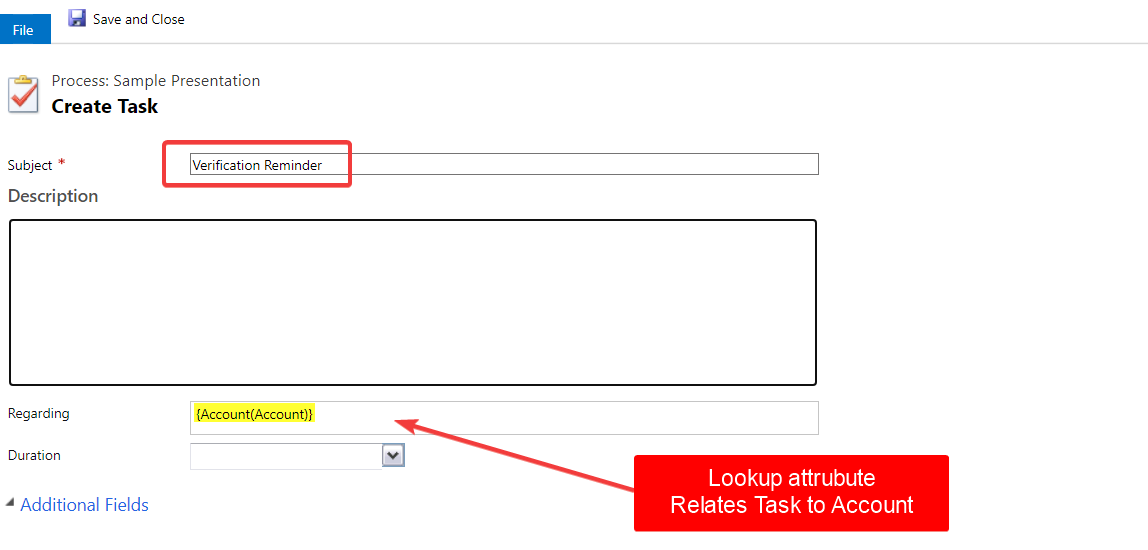 File
Save and Close
Process: Sample Presentation
Create Task
Subject *
Verification Reminder
Description
Regarding
{Account(Account)}
Duration
Lookup attrubute
Relates Task to Account
Additional Fields